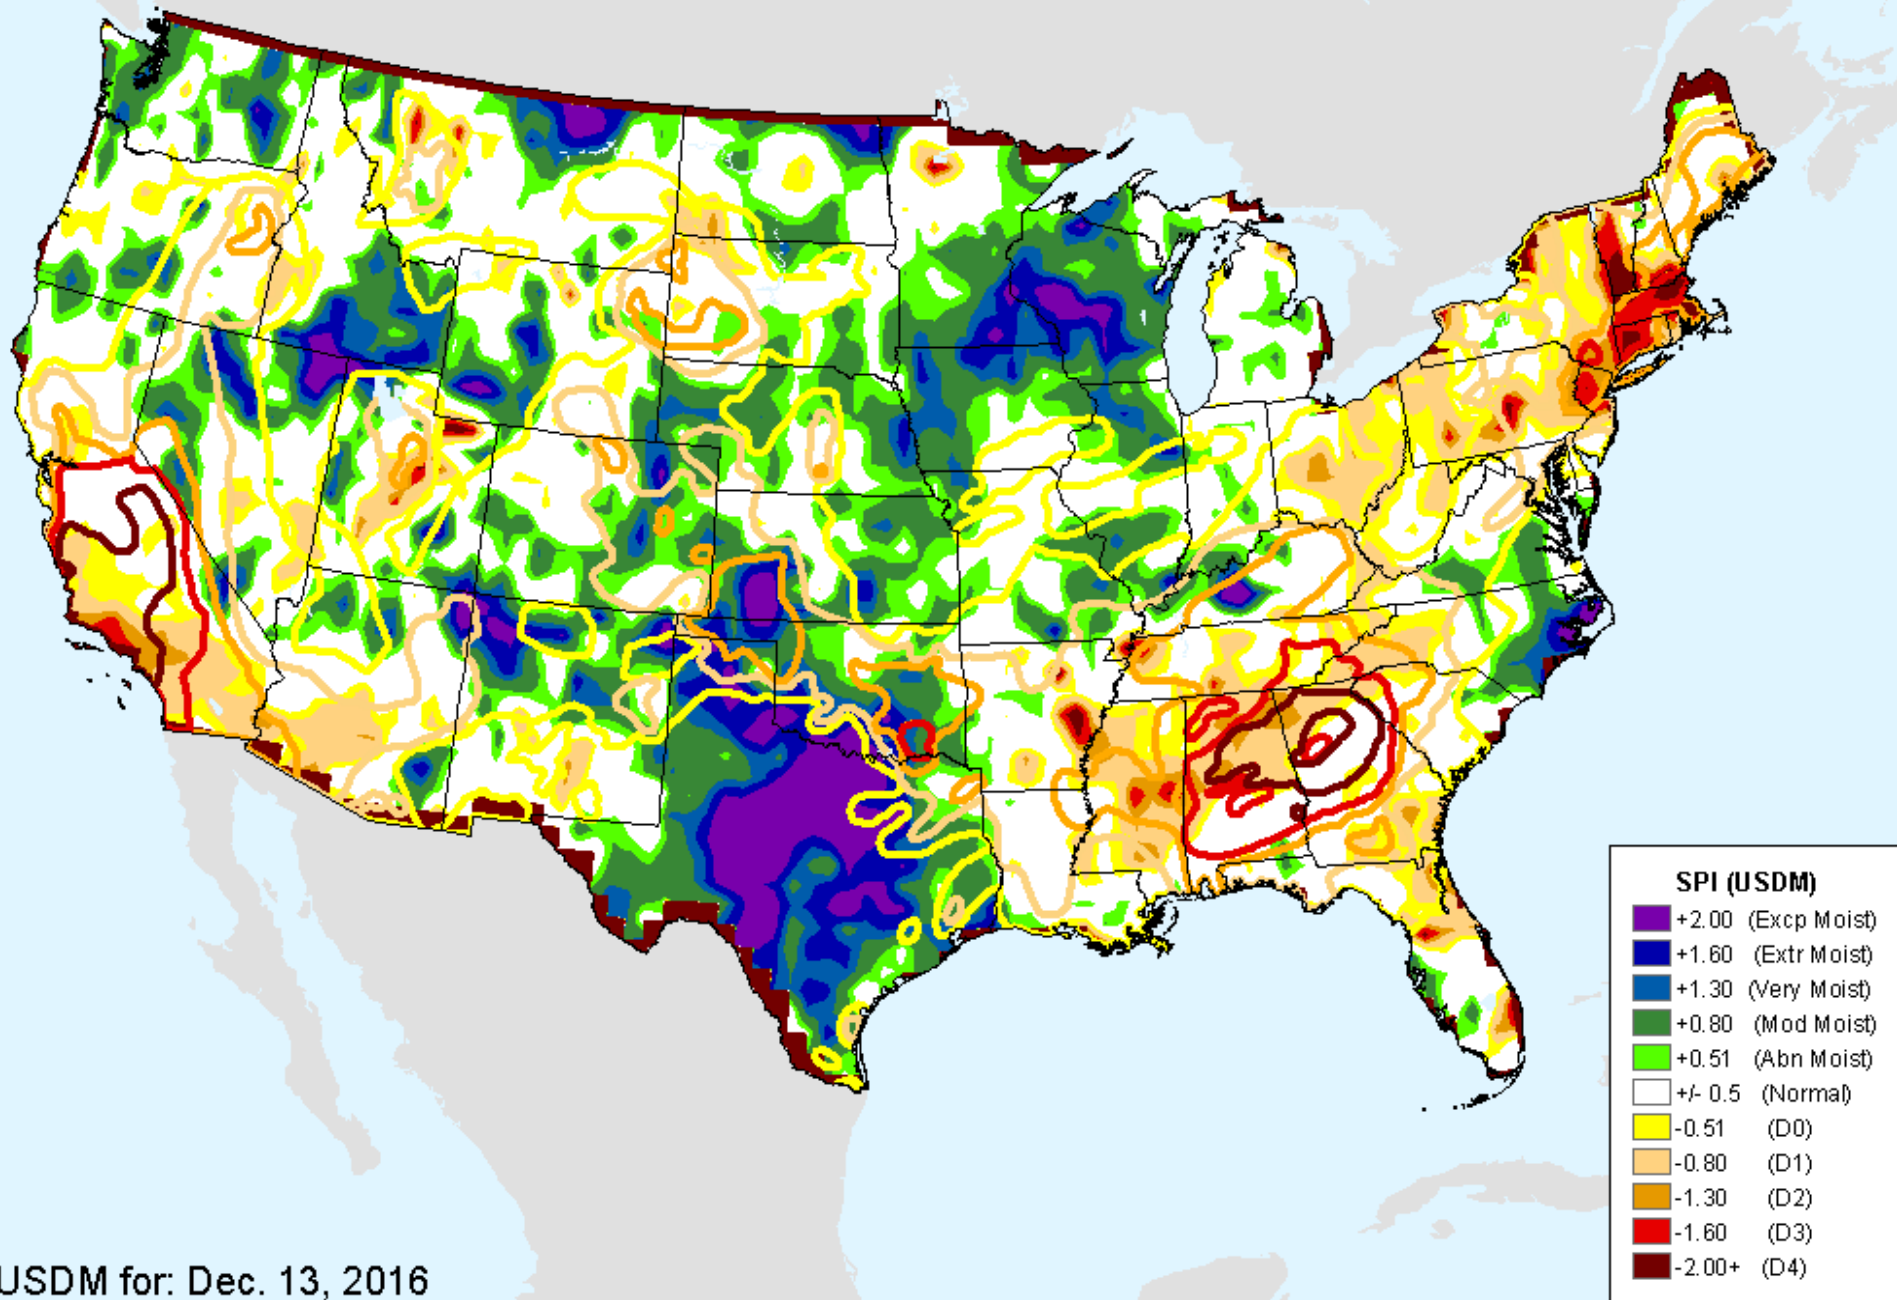 SPI (USDM)
+2.00 (Excp Moist)
+1.60 (Extr Moist)
+1.30 (Very Moist)
+0.80 (Mod Moist)
+0.51 (Abn Moist)
+/- 0.5 (Normal)
-0.51 (D0)
-0.80 (D1)
-1.30 (D2)
-1.60 (D3)
-2.00+ (D4)
USDM for: Dec. 13, 2016